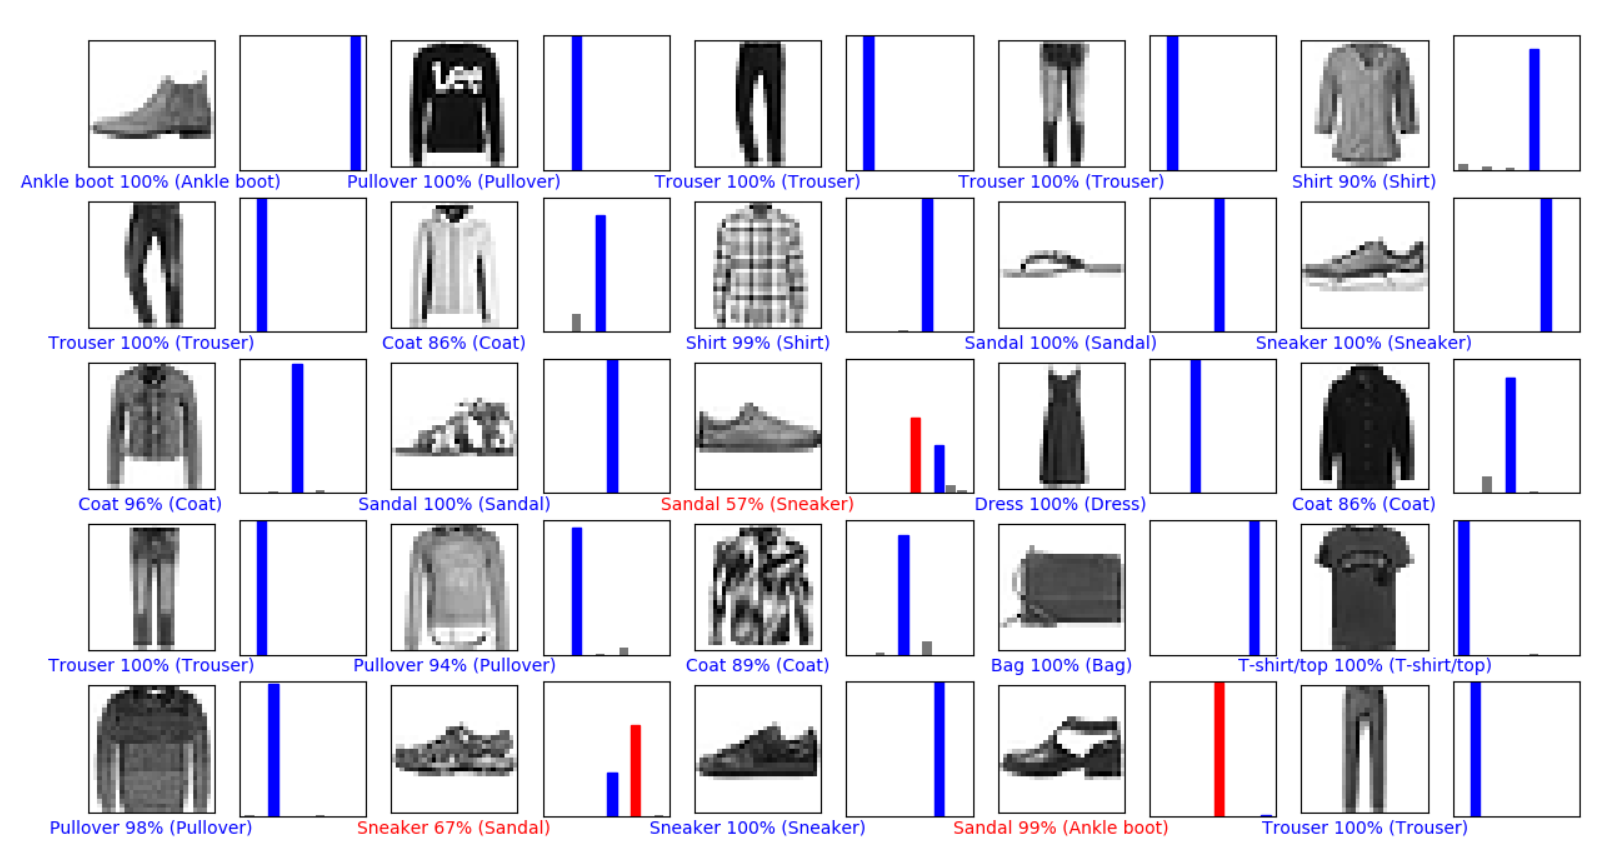 Lee
Ankle boot 100% (Ankle boot) Pullover 100% (Pullover) Trouser 100% (Trouser) Trouser 100% (Trouser) Shirt 90% (Shirt)
Trouser 100% (Trouser) Coat 86% (Coat) Shirt 99% (Shirt) Sandal 100% (Sandal) Sneaker 100% (Sneaker)
Coat 96% (Coat) Sandal 100% (Sandal) Sandal 57% (Sneaker) Dress 100% (Dress) Coat 86% (Coat)
Trouser 100% (Trouser) Pullover 94% (Pullover) Coat 89% (Coat) Bag 100% (Bag) T-shirt/top 100% (T-shirt/top)
Pullover 98% (Pullover) Sneaker 67% (Sandal) Sneaker 100% (Sneaker) Sandal 99% (Ankle boot) Trouser 100% (Trouser)